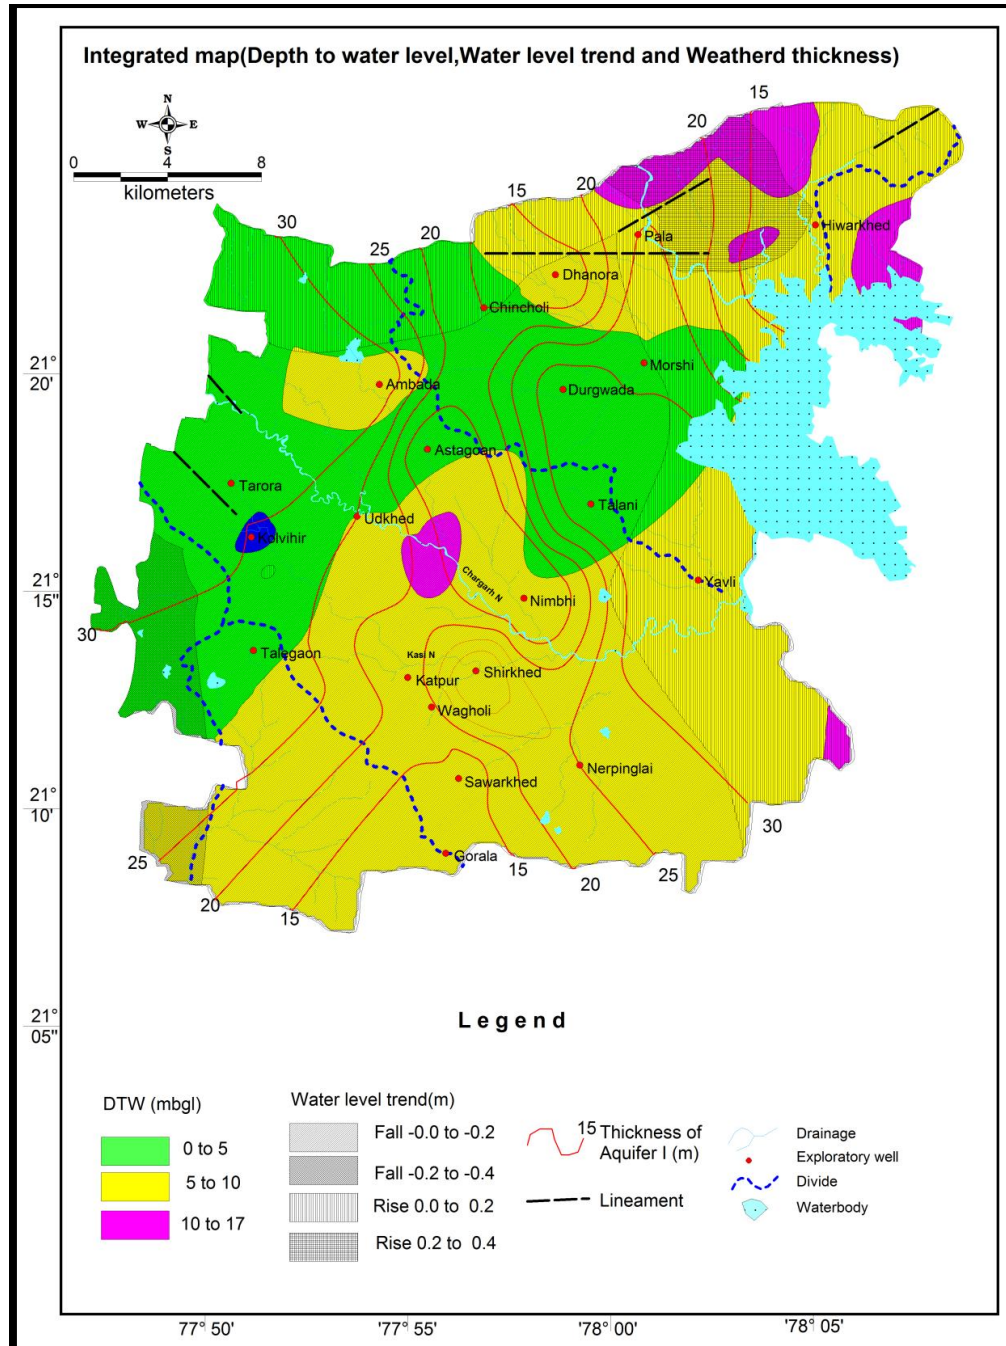 Integrated map(Depth to water level,Water level trend and Weatherd thickness)
N
W E
S
0 4 8
kilometers
15
20
20
15
20
25
30
Hiwarkhed
Pala
Dhanora
Chincholi
Morshi
21°
20'
Ambada
Durgwada
Astagoan
Tarora
Talani
Udkhed
Kolvihir
Chargarh N
21°
15"
Yavli
Nimbhi
30
Talegaon
Kasi N
Shirkhed
Katpur
Wagholi
Nerpinglai
Sawarkhed
21°
10'
30
Gorala
25
15
25
20
20
15
Legend
21°
05"
DTW (mbgl)
0 to 5
5 to 10
10 to 17
Water level trend(m)
Fall -0.0 to -0.2
Fall -0.2 to -0.4
Rise 0.0 to 0.2
Rise 0.2 to 0.4
15 Thickness of
Aquifer I (m)
Lineament
Drainage
Exploratory well
Divide
Waterbody
77° 50'
'77° 55'
'78° 00'
'78° 05'